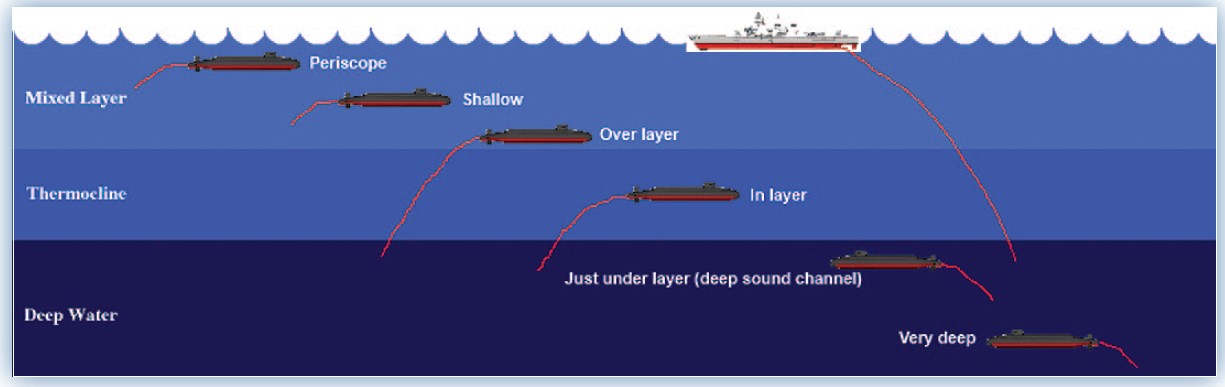 Periscope
Mixed Layer
Shallow
Over layer
Thermocline
In layer
Just under layer (deep sound channel)
Deep Water
Very deep